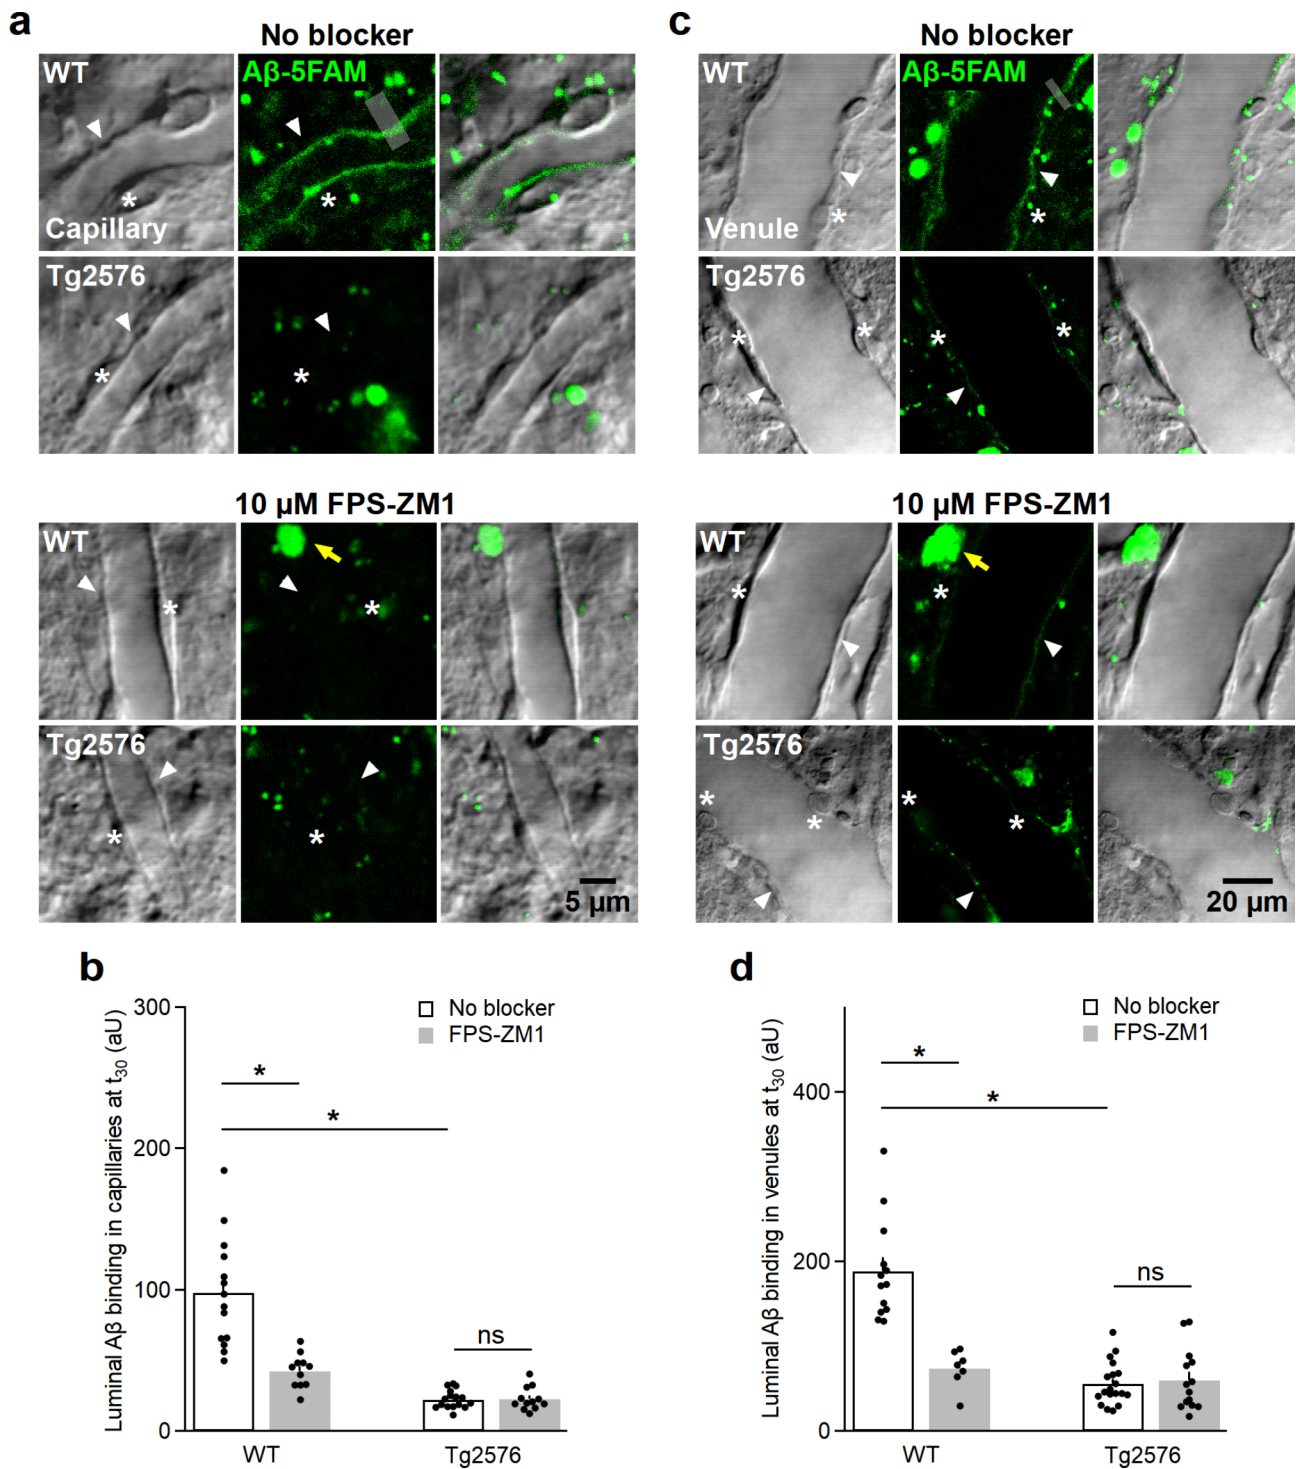 a
No blocker
WT
Aβ-5FAM
*
*
Capillary
Tg2576
*
*
10 µM FPS-ZM1
WT
*
*
Tg2576
*
*
5 µm
c
No blocker
WT
Aβ-5FAM
*
*
Venule
Tg2576
*
*
*
*
10 µM FPS-ZM1
WT
*
*
Tg2576
*
*
*
*
20 µm
b
Luminal Aβ binding in capillaries at t30 (aU)
300
200
100
0
No blocker
FPS-ZM1
*
*
ns
WT
Tg2576
d
Luminal Aβ binding in venules at t30 (aU)
400
200
0
No blocker
FPS-ZM1
*
*
ns
WT
Tg2576